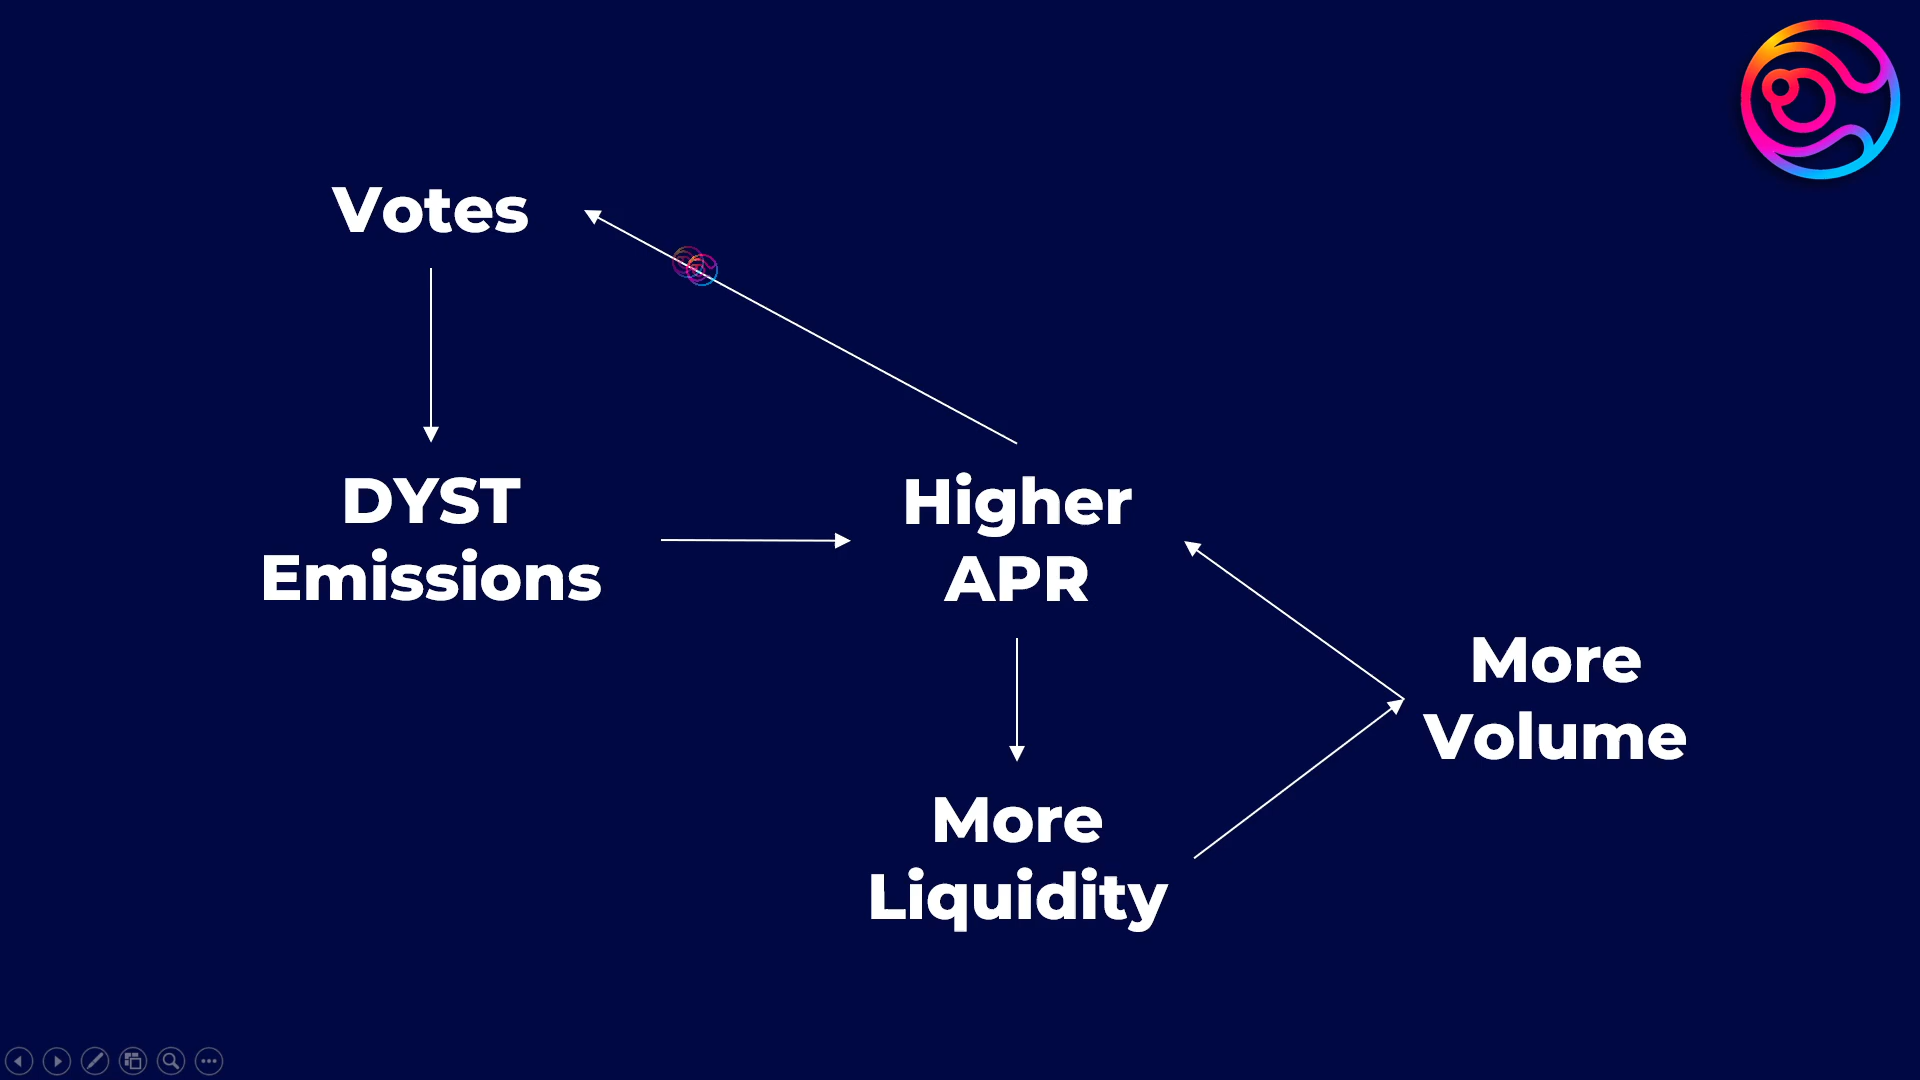 Votes
DYST
Emissions
Higher
APR
More
Volume
More
Liquidity